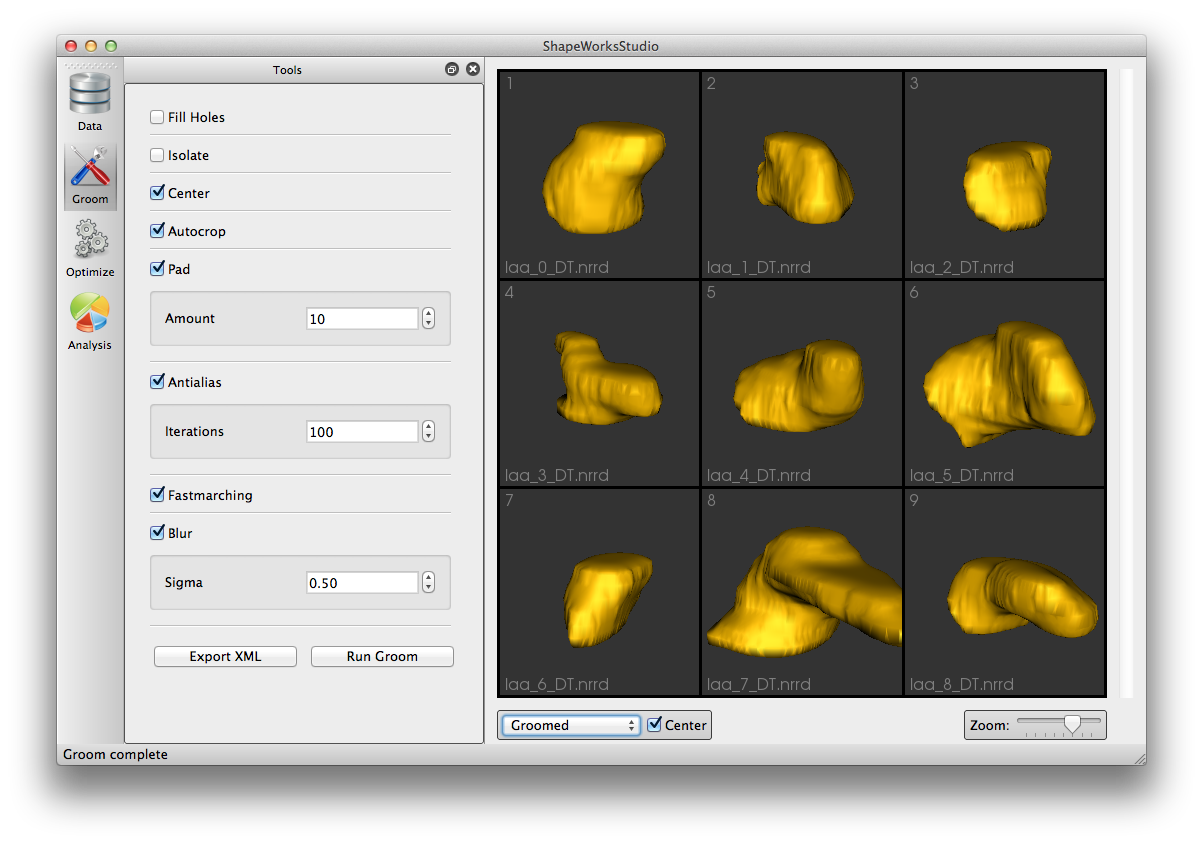 ShapeWorksStudio
Data
Groom
Optimize
Analysis
Tools
Fill Holes
Isolate
Center
Autocrop
Pad
Amount 10
Antialias
Iterations 100
Fastmarching
Blur
Sigma 0.50
Export XML Run Groom
1 2 3
laa_0_DT.nrrd laa_1_DT.nrrd laa_2_DT.nrrd
4 5 6
laa_3_DT.nrrd laa_4_DT.nrrd laa_5_DT.nrrd
7 8 9
laa_6_DT.nrrd laa_7_DT.nrrd laa_8_DT.nrrd
Groomed Center Zoom:
Groom complete